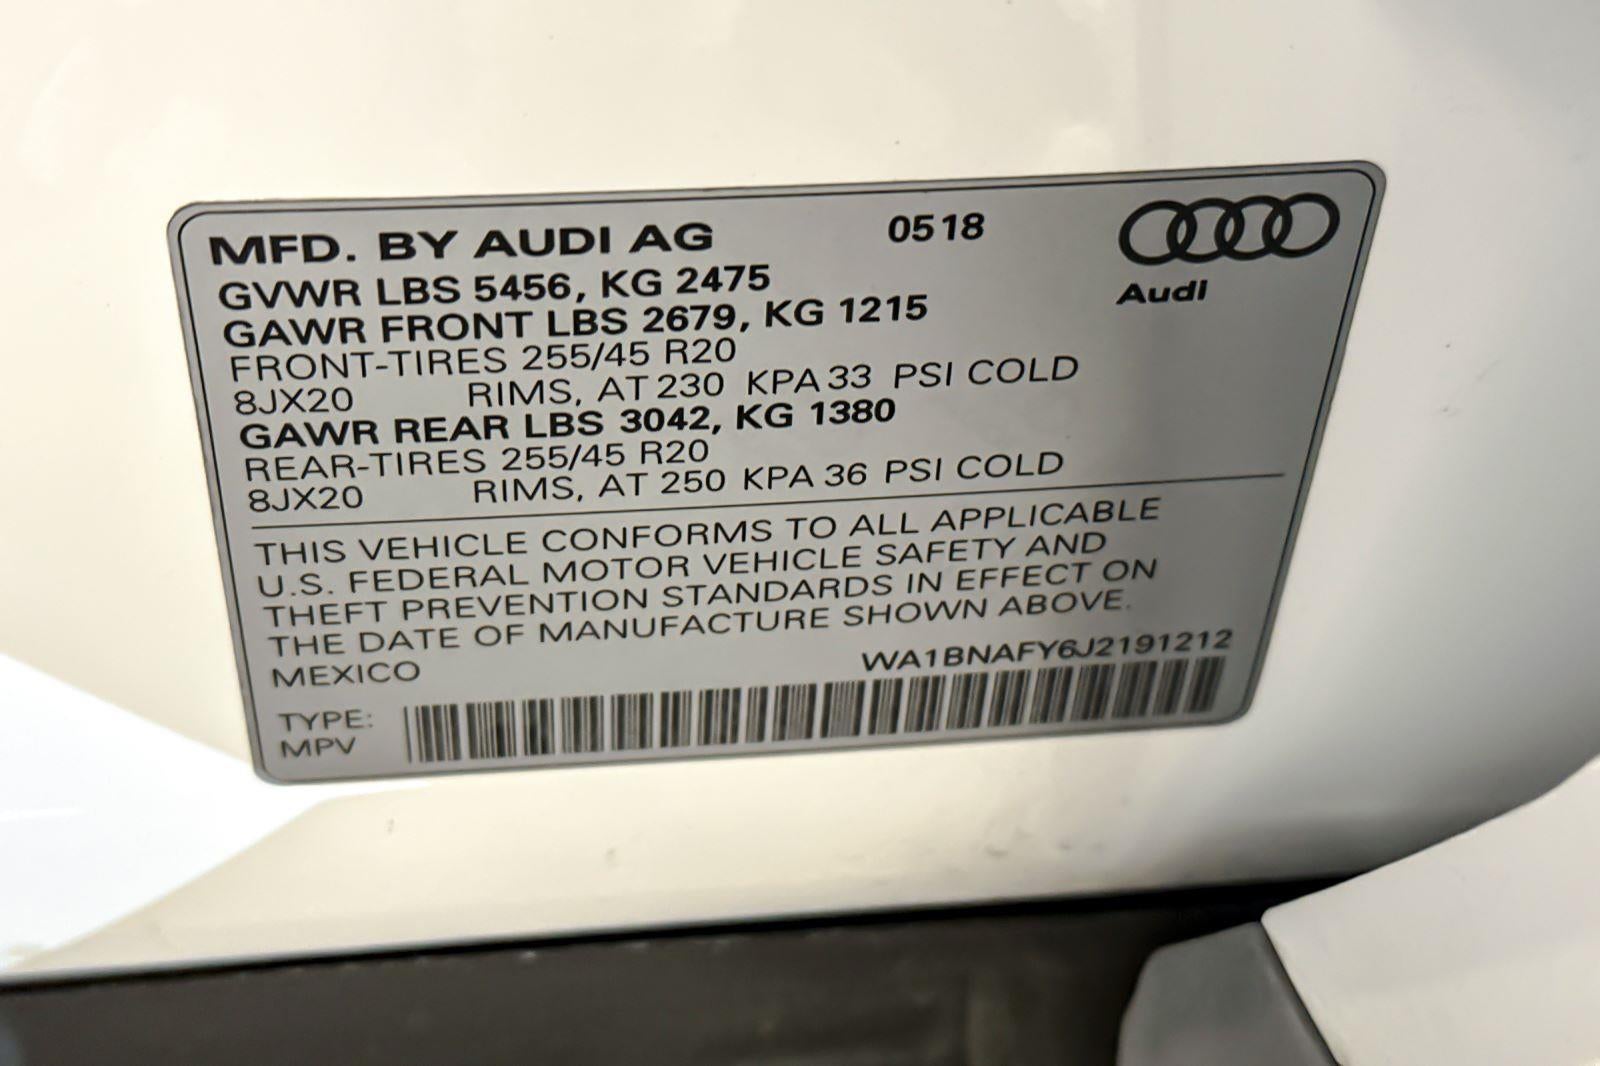 MFD. BY AUDI AG 0518
Audi
GVWR LBS 5456, KG 2475
GAWR FRONT LBS 2679, KG 1215
FRONT-TIRES 255/45 R20
8JX20 RIMS, AT 230 KPA 33 PSI COLD
GAWR REAR LBS 3042, KG 1380
REAR-TIRES 255/45 R20
8JX20 RIMS, AT 250 KPA 36 PSI COLD
THIS VEHICLE CONFORMS TO ALL APPLICABLE
U.S. FEDERAL MOTOR VEHICLE SAFETY AND
THEFT PREVENTION STANDARDS IN EFFECT ON
THE DATE OF MANUFACTURE SHOWN ABOVE.
MEXICO WA1BNAFY6J2191212
TYPE:
MPV